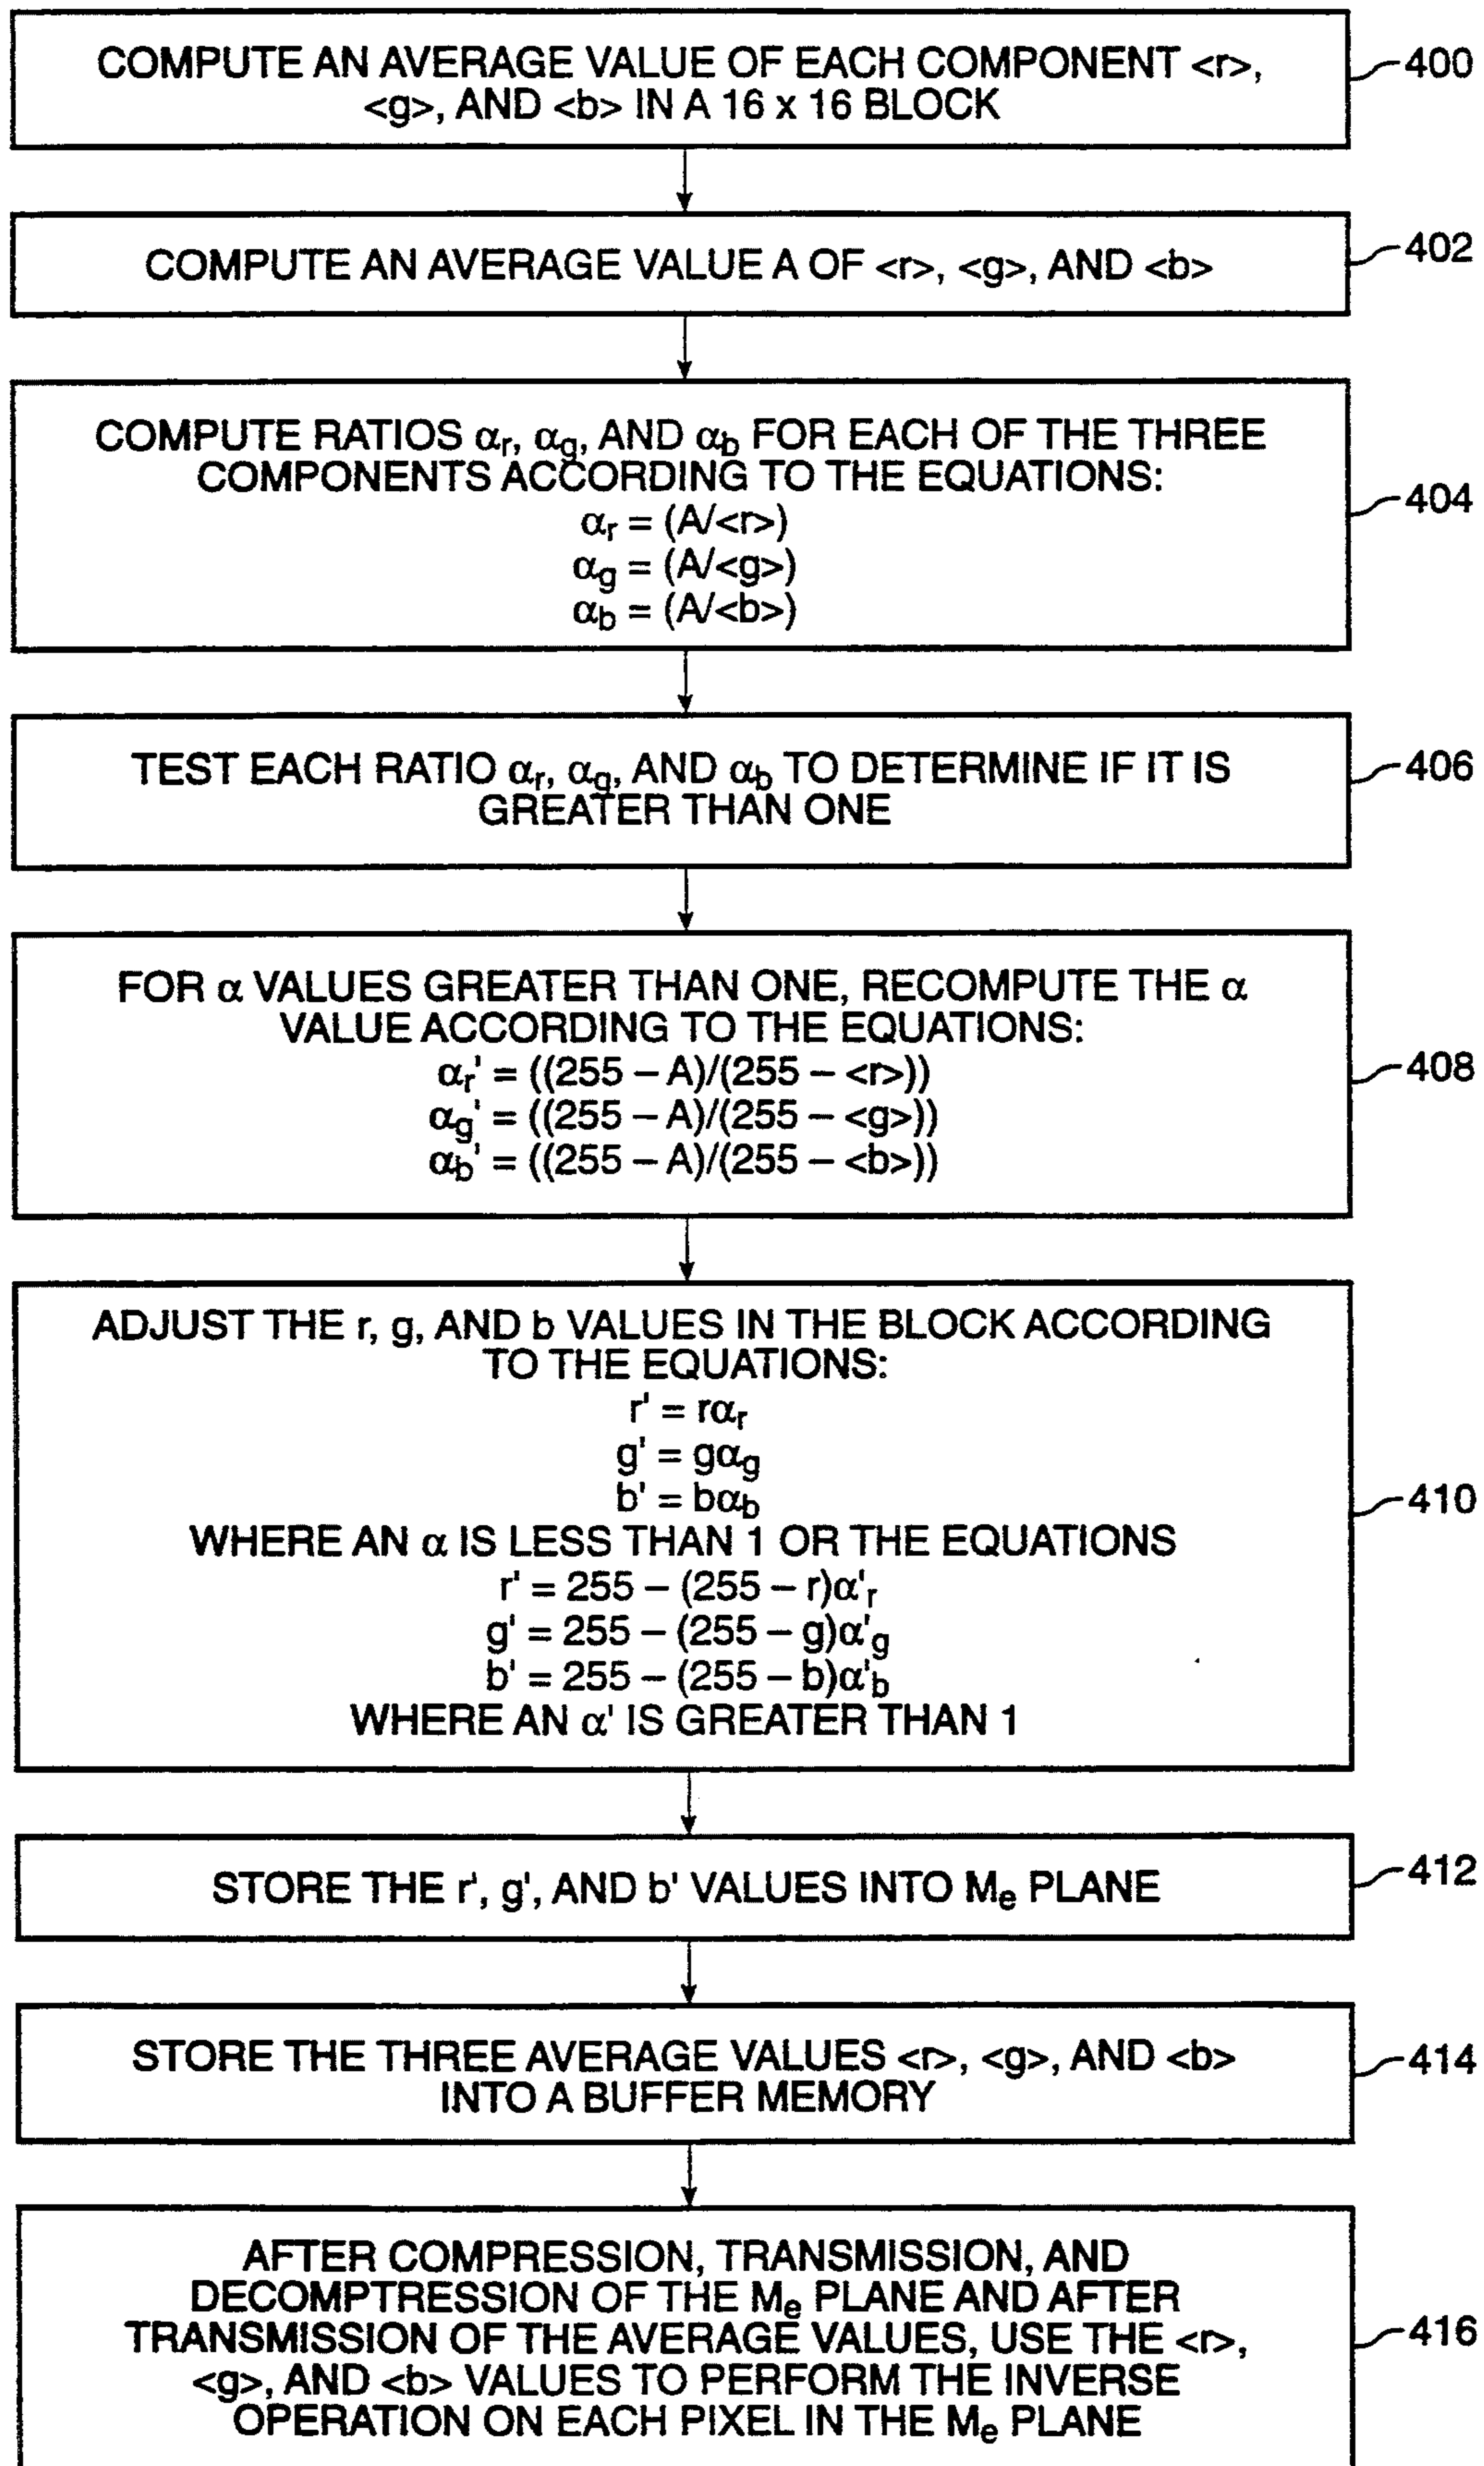 COMPUTE AN AVERAGE VALUE OF EACH COMPONENT <r>,
<g>, AND <b> IN A 16 x 16 BLOCK
400
COMPUTE AN AVERAGE VALUE A OF <r>, <g>, AND <b>
402
COMPUTE RATIOS αr, αg, AND αb FOR EACH OF THE THREE
COMPONENTS ACCORDING TO THE EQUATIONS:
αr = (A/<r>)
αg = (A/<g>)
αb = (A/<b>)
404
TEST EACH RATIO αr, αg, AND αb TO DETERMINE IF IT IS
GREATER THAN ONE
406
FOR α VALUES GREATER THAN ONE, RECOMPUTE THE α
VALUE ACCORDING TO THE EQUATIONS:
αr' = ((255 – A)/(255 – <r>))
αg' = ((255 – A)/(255 – <g>))
αb' = ((255 – A)/(255 – <b>))
408
ADJUST THE r, g, AND b VALUES IN THE BLOCK ACCORDING
TO THE EQUATIONS:
r' = rαr
g' = gαg
b' = bαb
WHERE AN α IS LESS THAN 1 OR THE EQUATIONS
r' = 255 – (255 – r)α'r
g' = 255 – (255 – g)α'g
b' = 255 – (255 – b)α'b
WHERE AN α' IS GREATER THAN 1
410
STORE THE r', g', AND b' VALUES INTO Me PLANE
412
STORE THE THREE AVERAGE VALUES <r>, <g>, AND <b>
INTO A BUFFER MEMORY
414
AFTER COMPRESSION, TRANSMISSION, AND
DECOMPTRESSION OF THE Me PLANE AND AFTER
TRANSMISSION OF THE AVERAGE VALUES, USE THE <r>,
<g>, AND <b> VALUES TO PERFORM THE INVERSE
OPERATION ON EACH PIXEL IN THE Me PLANE
416